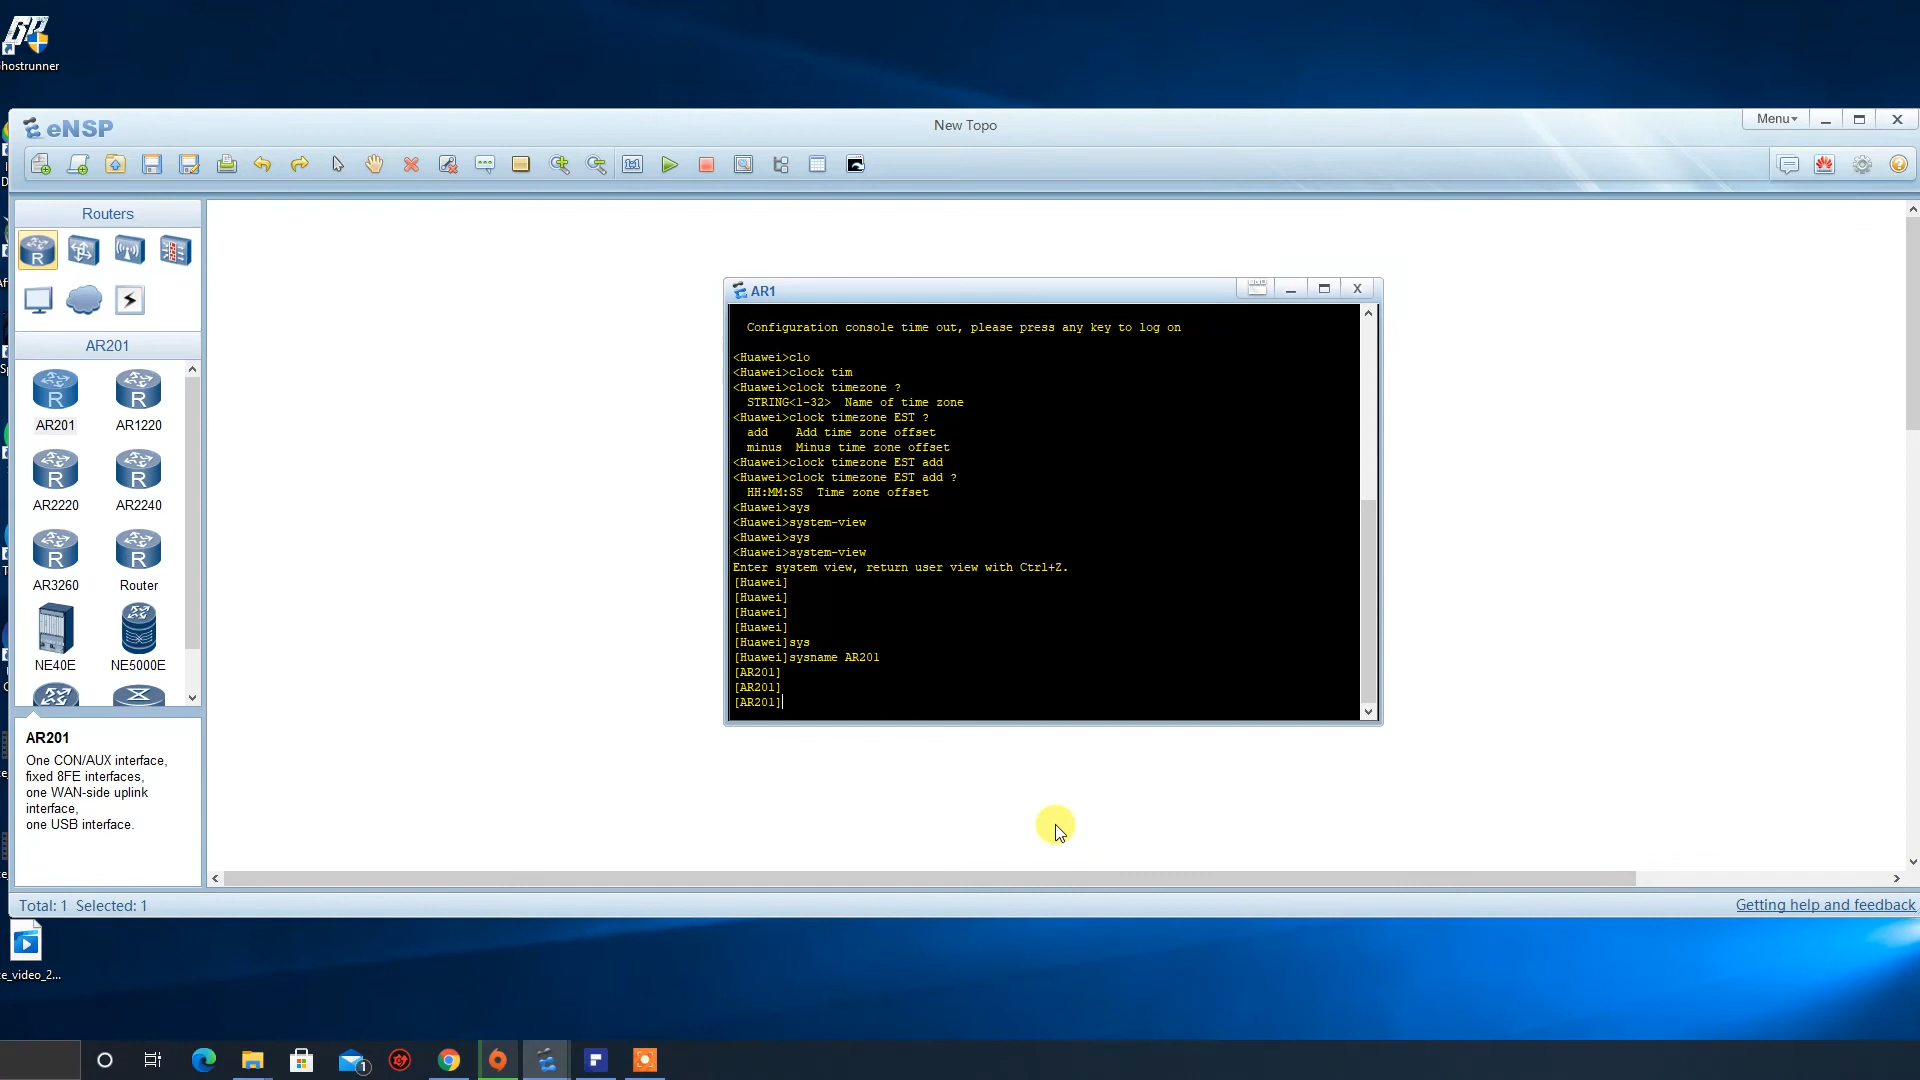 hostrunner
eNSP
New Topo
Menu
Routers
AR201
AR201
AR1220
AR2220
AR2240
AR3260
Router
NE40E
NE5000E
AR201
One CON/AUX interface,
fixed 8FE interfaces,
one WAN-side uplink
interface,
one USB interface.
AR1
Configuration console time out, please press any key to log on
<Huawei>clo
<Huawei>clock tim
<Huawei>clock timezone ?
STRING<1-32> Name of time zone
<Huawei>clock timezone EST ?
add Add time zone offset
minus Minus time zone offset
<Huawei>clock timezone EST add
<Huawei>clock timezone EST add ?
HH:MM:SS Time zone offset
<Huawei>sys
<Huawei>system-view
<Huawei>sys
<Huawei>system-view
Enter system view, return user view with Ctrl+Z.
[Huawei]
[Huawei]
[Huawei]
[Huawei]
[Huawei]sys
[Huawei]sysname AR201
[AR201]
[AR201]
[AR201]
Total: 1 Selected: 1
Getting help and feedback
e_video_2...
1